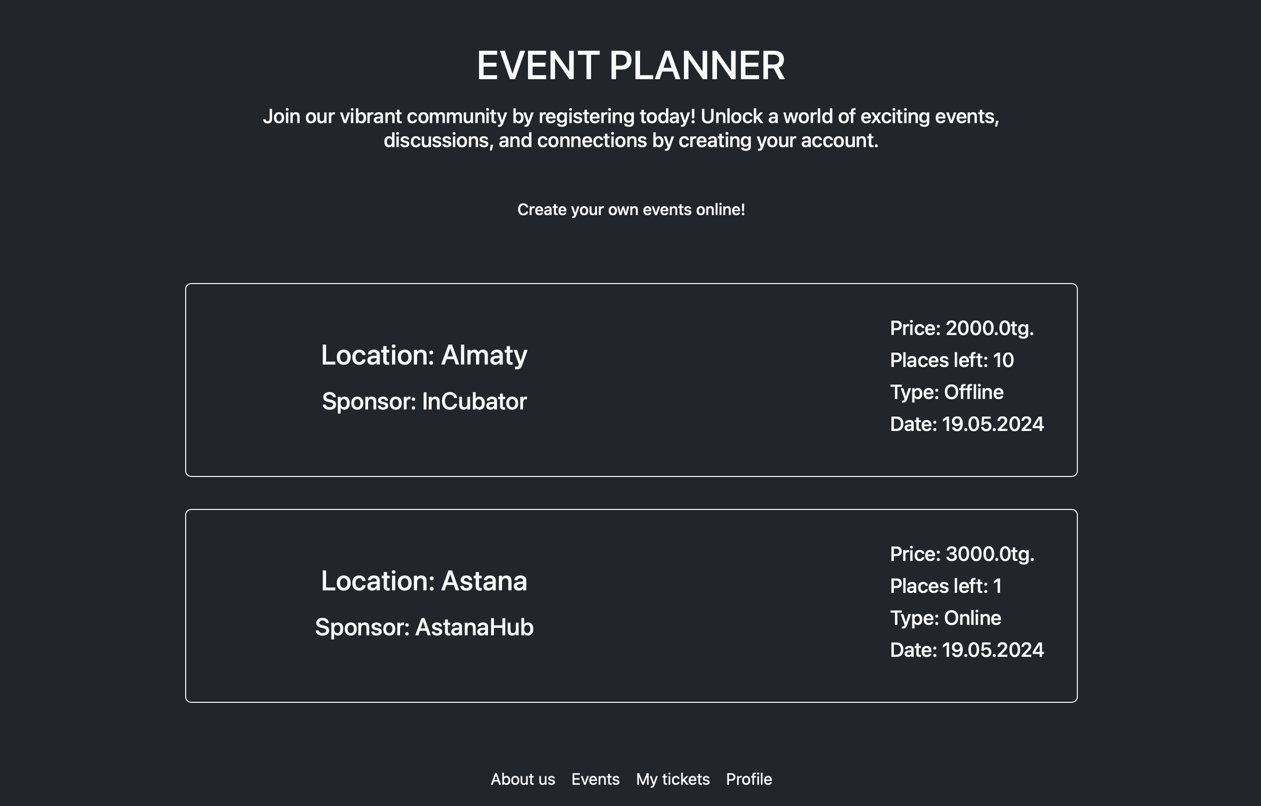 EVENT PLANNER
Join our vibrant community by registering today! Unlock a world of exciting events,
discussions, and connections by creating your account.
Create your own events online!
Location: Almaty
Sponsor: InCubator
Price: 2000.0tg.
Places left: 10
Type: Offline
Date: 19.05.2024
Location: Astana
Sponsor: AstanaHub
Price: 3000.0tg.
Places left: 1
Type: Online
Date: 19.05.2024
About us Events My tickets Profile